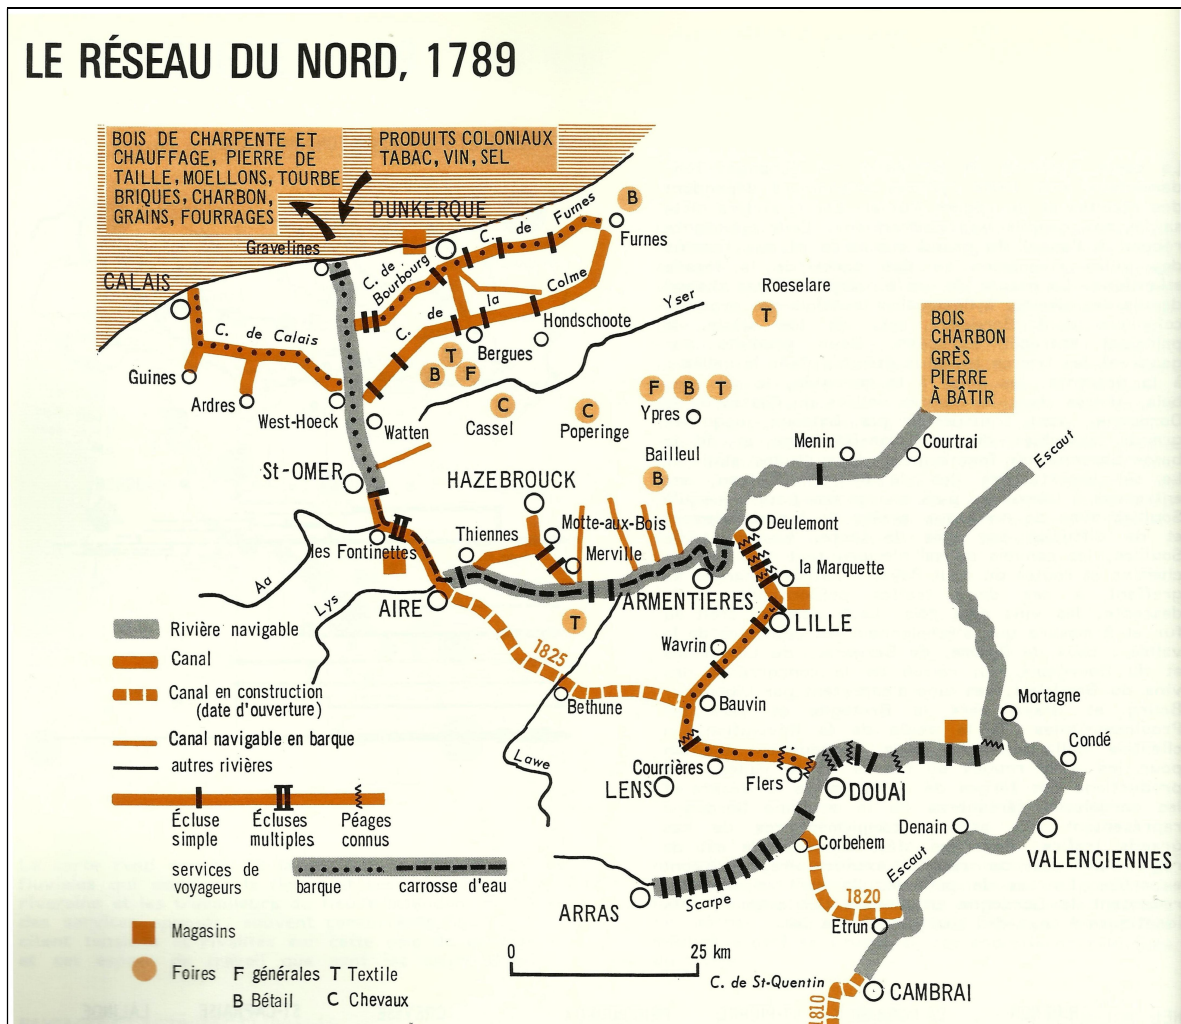 LE RÉSEAU DU NORD, 1789
BOIS DE CHARPENTE ET
CHAUFFAGE, PIERRE DE
TAILLE, MOELLONS, TOURBE
BRIQUES, CHARBON,
GRAINS, FOURRAGES
PRODUITS COLONIAUX
TABAC, VIN, SEL
DUNKERQUE
Gravelines
CALAIS
C. de Furnes
B
Furnes
C. de Bourbourg
C. de la Colme
C. de Calais
Hondschoote
Bergues
Yser
Roeselare
T
BOIS
CHARBON
GRÈS
PIERRE
À BÂTIR
Guines
Ardres
West-Hoeck
Watten
T
B
F
C
Cassel
C
Poperinge
F B T
Ypres
Bailleul
B
Menin
Courtrai
Escaut
St-OMER
HAZEBROUCK
Thiennes
Motte-aux-Bois
Merville
Deulemont
les Fontinettes
la Marquette
Aa
Lys
AIRE
ARMENTIERES
LILLE
T
1825
Wavrin
Bethune
Bauvin
Mortagne
Condé
Lawe
Courrières
LENS
Flers
DOUAI
Corbehem
Denain
Escaut
VALENCIENNES
ARRAS
Scarpe
1820
Etrun
C. de St-Quentin
CAMBRAI
1810
Rivière navigable
Canal
Canal en construction
(date d'ouverture)
Canal navigable en barque
autres rivières
Écluse simple
Écluses multiples
Péages connus
services de voyageurs
barque
carrosse d'eau
Magasins
Foires F générales T Textile
B Bétail C Chevaux
0 25 km